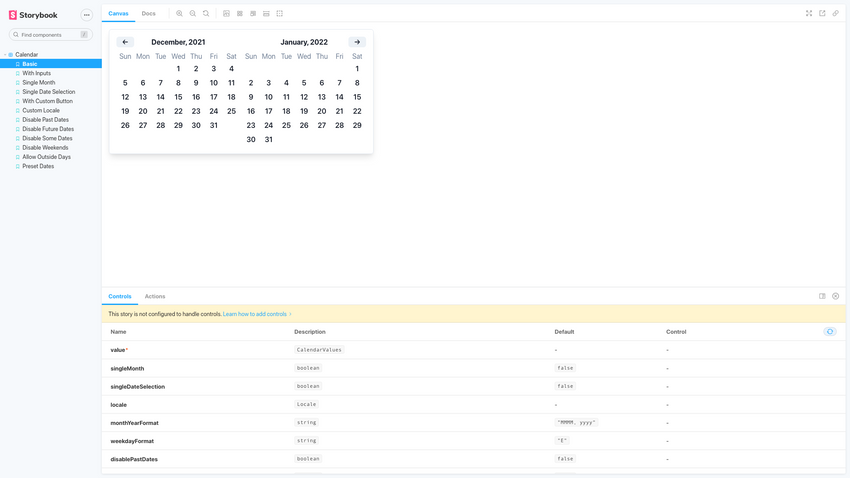 Storybook
Find components
/
Canvas
Docs
Calendar
Basic
With Inputs
Single Month
Single Date Selection
With Custom Button
Custom Locale
Disable Past Dates
Disable Future Dates
Disable Some Dates
Disable Weekends
Allow Outside Days
Preset Dates
December, 2021
Sun Mon Tue Wed Thu Fri Sat
1 2 3 4
5 6 7 8 9 10 11
12 13 14 15 16 17 18
19 20 21 22 23 24 25
26 27 28 29 30 31
January, 2022
Sun Mon Tue Wed Thu Fri Sat
1
2 3 4 5 6 7 8
9 10 11 12 13 14 15
16 17 18 19 20 21 22
23 24 25 26 27 28 29
30 31
Controls
Actions
This story is not configured to handle controls. Learn how to add controls
Name Description Default Control
value* CalendarValues - -
singleMonth boolean false -
singleDateSelection boolean false -
locale Locale - -
monthYearFormat string "MMMM, yyyy" -
weekdayFormat string "E" -
disablePastDates boolean false -